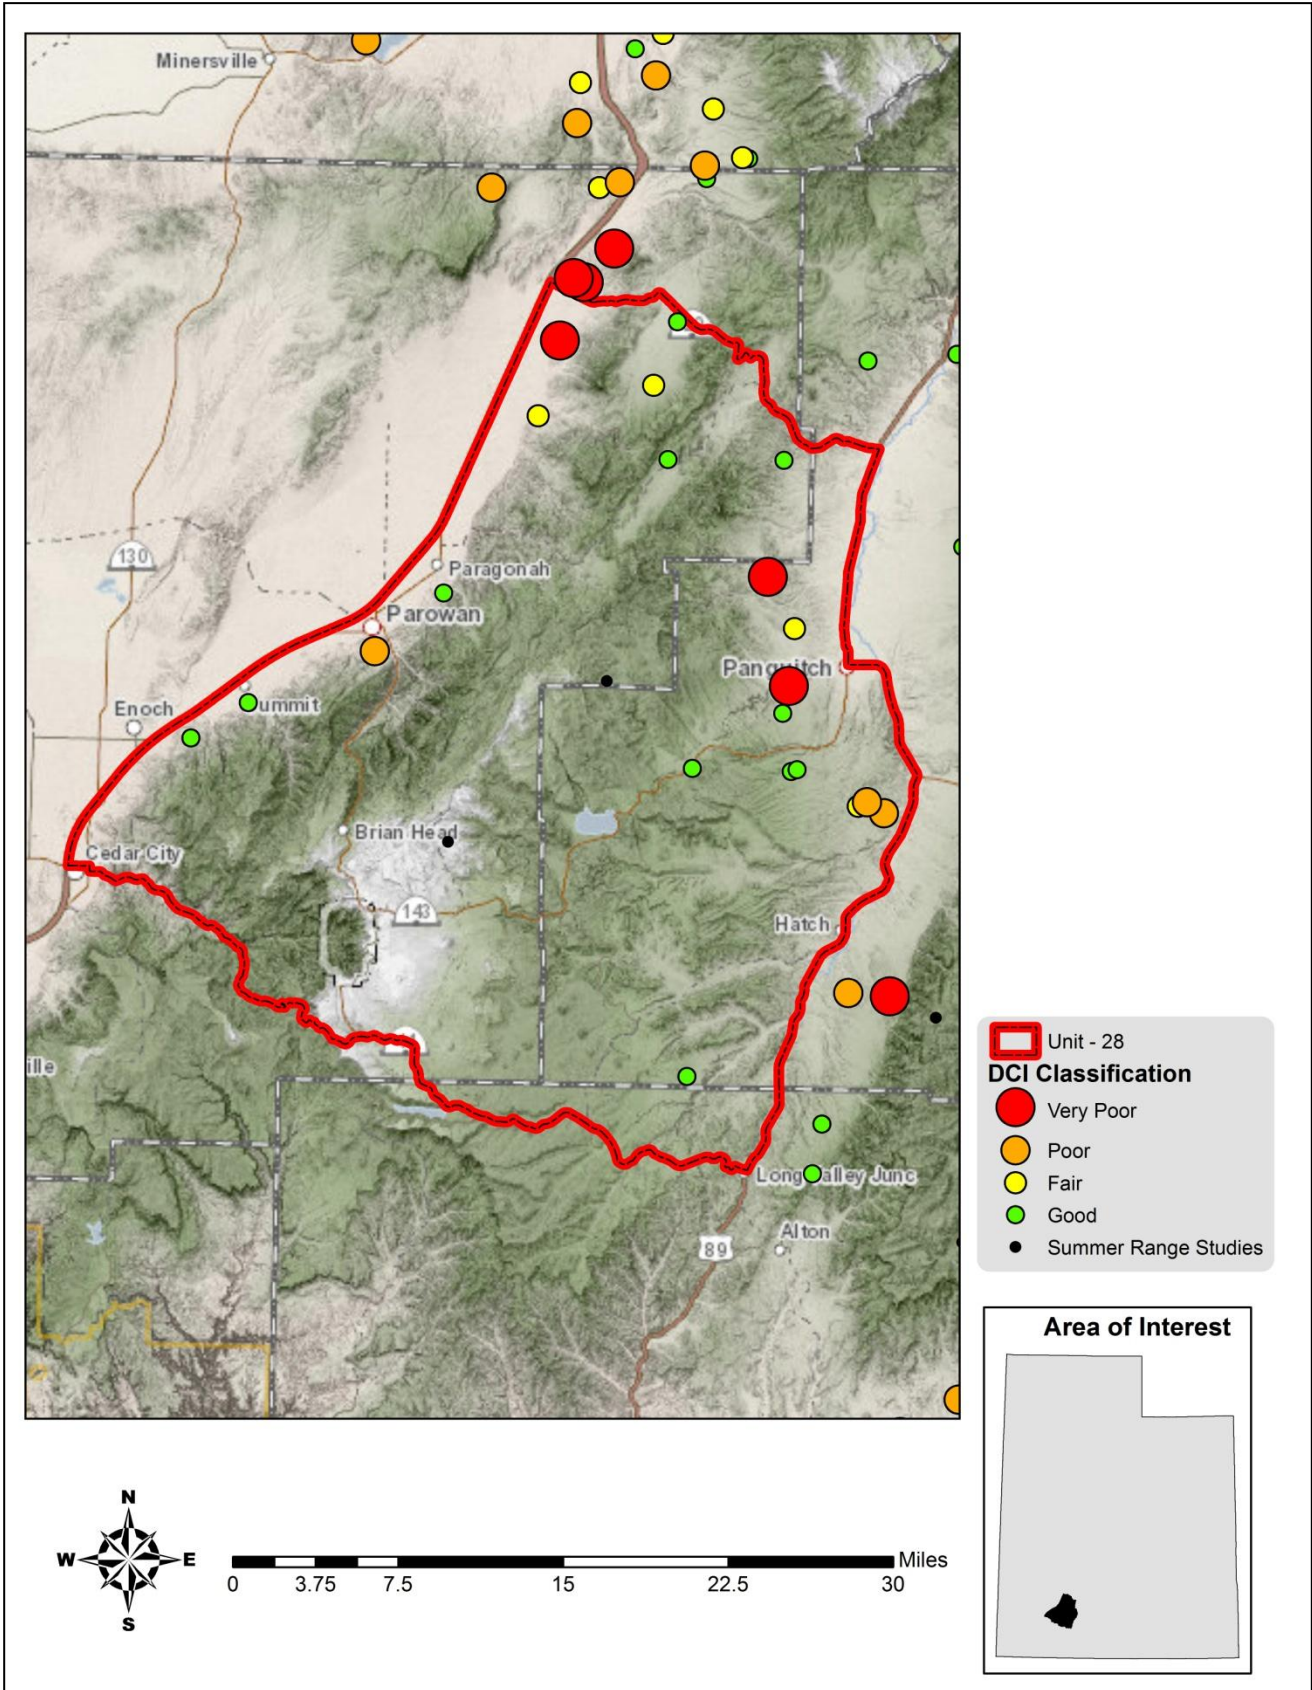 Minersville
130
Paragonah
Parowan
Panguitch
Enoch
ummit
Brian Head
Cedar City
143
Hatch
ille
Long alley Junc
Alton
89
Unit - 28
DCI Classification
Very Poor
Poor
Fair
Good
Summer Range Studies
Area of Interest
N
W E
S
Miles
0 3.75 7.5 15 22.5 30